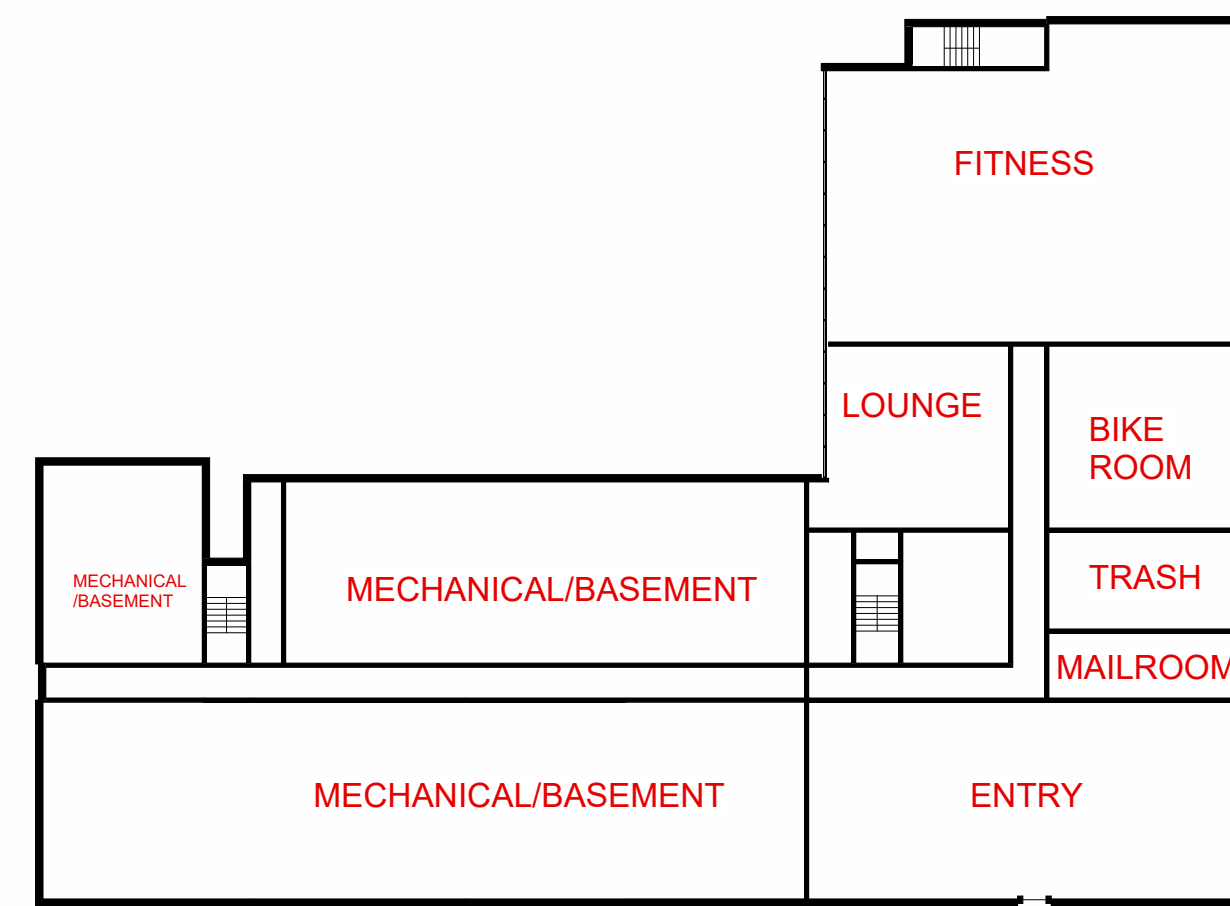 FITNESS
LOUNGE
BIKE
ROOM
MECHANICAL
/BASEMENT
MECHANICAL/BASEMENT
TRASH
MAILROOM
MECHANICAL/BASEMENT
ENTRY